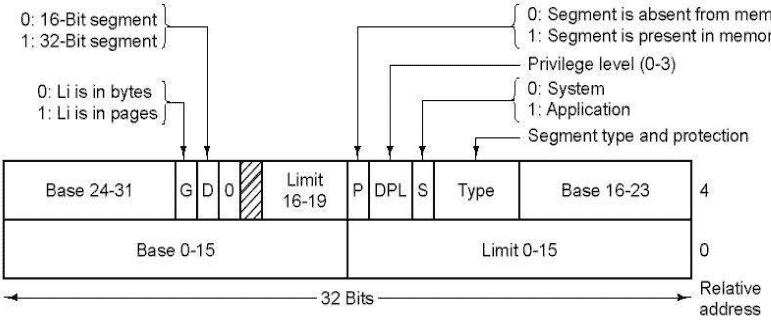 0: 16-Bit segment
1: 32-Bit segment
0: Li is in bytes
1: Li is in pages
0: Segment is absent from mem
1: Segment is present in memor
Privilege level (0-3)
0: System
1: Application
Segment type and protection
Base 24-31 G D 0 Limit 16-19 P DPL S Type Base 16-23 4
Base 0-15 Limit 0-15 0
32 Bits
Relative
address